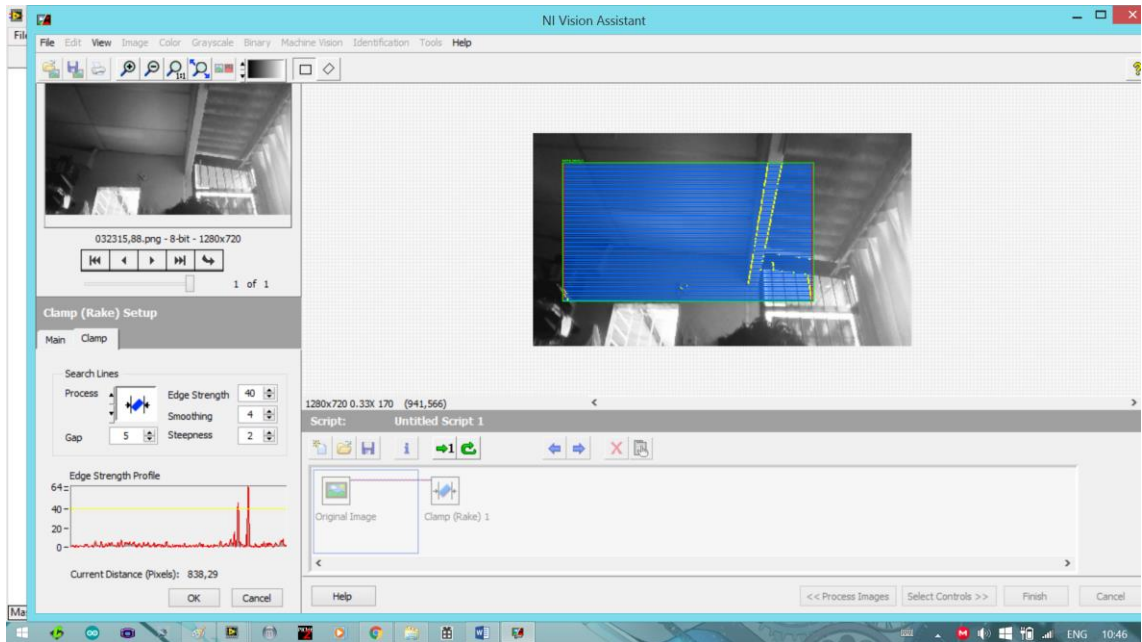 NI Vision Assistant
File Edit View Image Color Grayscale Binary Machine Vision Identification Tools Help
1:1
032315,88.png - 8-bit - 1280x720
1 of 1
Clamp (Rake) Setup
Main Clamp
Search Lines
Process
Edge Strength 40
Smoothing 4
Gap 5 Steepness 2
Edge Strength Profile
64
40
20
0
Current Distance (Pixels): 838,29
OK Cancel
1280x720 0.33X 170 (941,566)
Script: Untitled Script 1
1
Original Image
Clamp (Rake) 1
Help << Process Images Select Controls >> Finish Cancel
ENG 10:46